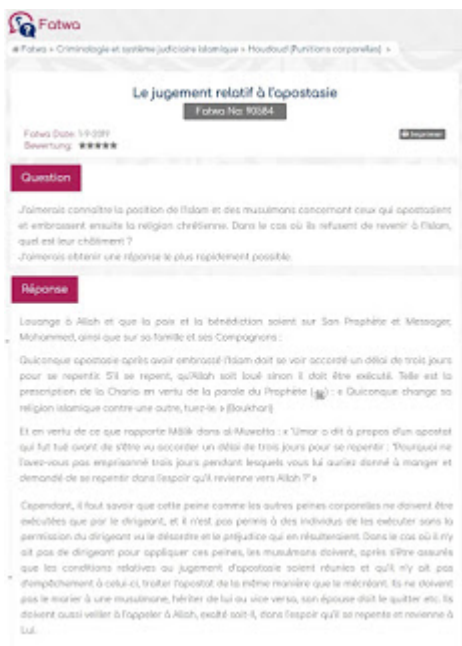 Fatwa
Fatwa » Criminologie et système judiciaire islamique » Houdoud (Punitions corporelles) »
Le jugement relatif à l'apostasie
Fatwa No: 90584
Fatwa Date: 1-9-2019
Imprimer
Bewertung: *****
Question
J'aimerais connaître la position de l'Islam et des musulmans concernant ceux qui apostasient
et embrassent ensuite la religion chrétienne. Dans le cas où ils refusent de revenir à l'Islam,
quel est leur châtiment ?
J'aimerais obtenir une réponse le plus rapidement possible.
Réponse
Louange à Allah et que la paix et la bénédiction soient sur Son Prophète et Messager,
Mohammed, ainsi que sur sa famille et ses Compagnons :
Quiconque apostasie après avoir embrassé l'Islam doit se voir accordé un délai de trois jours
pour se repentir. S'il se repent, qu'Allah soit loué sinon il doit être exécuté. Telle est la
prescription de la Charia en vertu de la parole du Prophète ( ) : « Quiconque change sa
religion islamique contre une autre, tuez-le. » (Boukhari)
Et en vertu de ce que rapporte Mâlik dans al-Muwatta : « 'Umar a dit à propos d'un apostat
qui fut tué avant de s'être vu accorder un délai de trois jours pour se repentir : "Pourquoi ne
l'avez-vous pas emprisonné trois jours pendant lesquels vous lui auriez donné à manger et
demandé de se repentir dans l'espoir qu'il revienne vers Allah ?" »
Cependant, il faut savoir que cette peine comme les autres peines corporelles ne doivent être
exécutées que par le dirigeant, et il n'est pas permis à des individus de les exécuter sans la
permission du dirigeant vu le désordre et le préjudice qui en résulteraient. Dans le cas où il n'y
ait pas de dirigeant pour appliquer ces peines, les musulmans doivent, après s'être assurés
que les conditions relatives au jugement d'apostasie soient réunies et qu'il n'y ait pas
d'empêchement à celui-ci, traiter l'apostat de la même manière que le mécréant. Ils ne doivent
pas le marier à une musulmane, hériter de lui ou vice versa, son épouse doit le quitter etc. Ils
doivent aussi veiller à l'appeler à Allah, exalté soit-Il, dans l'espoir qu'il se repente et revienne à
Lui.